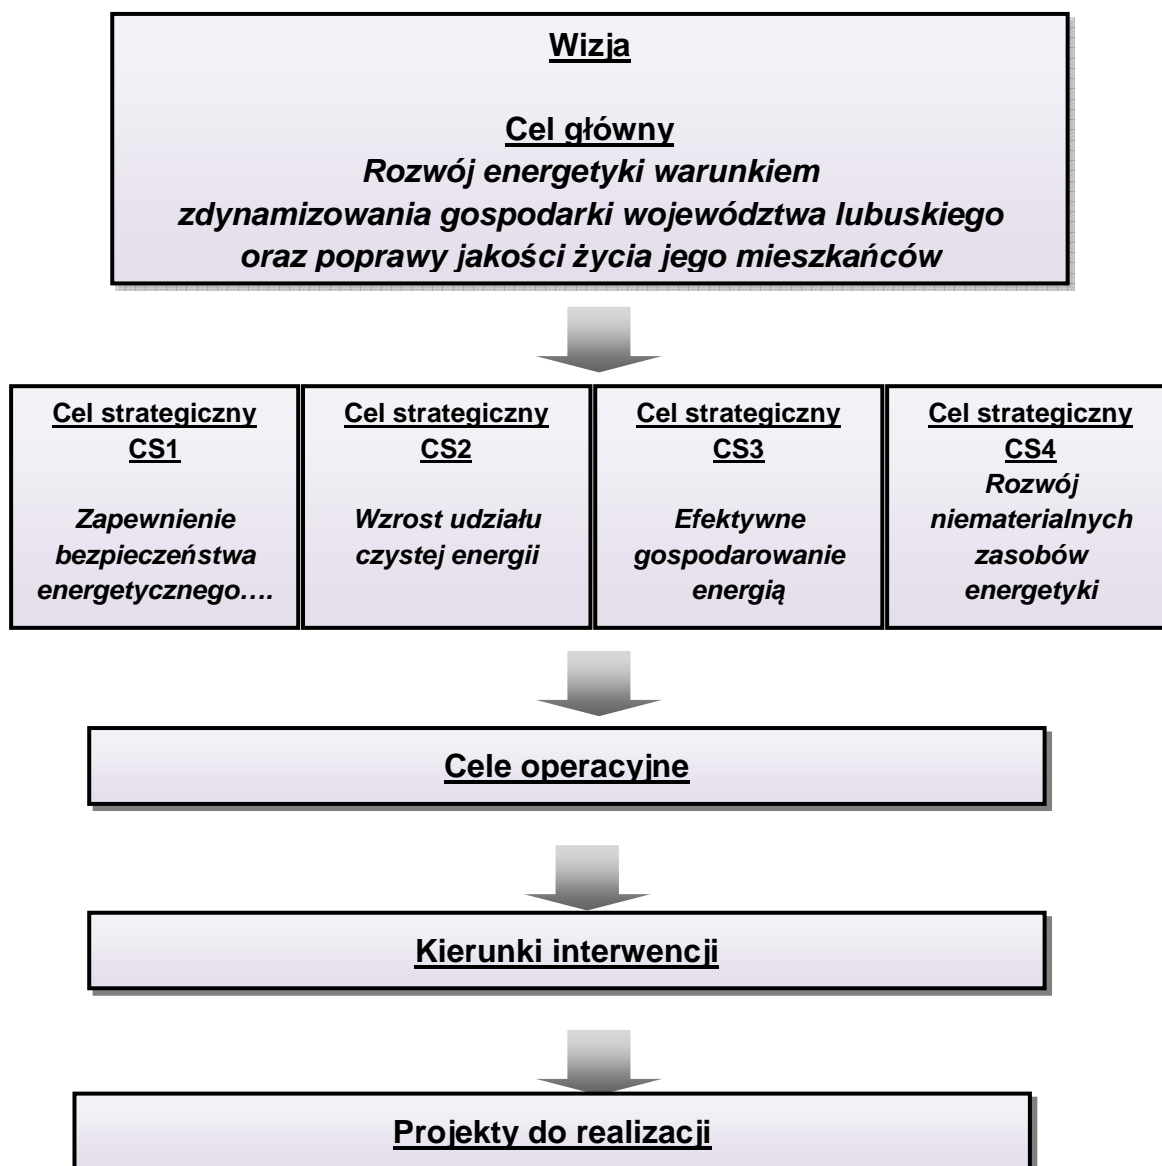 Wizja
Cel główny
Rozwój energetyki warunkiem
zdynamizowania gospodarki województwa lubuskiego
oraz poprawy jakości życia jego mieszkańców
Cel strategiczny
CS1
Zapewnienie
bezpieczeństwa
energetycznego....
Cel strategiczny
CS2
Wzrost udziału
czystej energii
Cel strategiczny
CS3
Efektywne
gospodarowanie
energią
Cel strategiczny
CS4
Rozwój
niematerialnych
zasobów
energetyki
Cele operacyjne
Kierunki interwencji
Projekty do realizacji